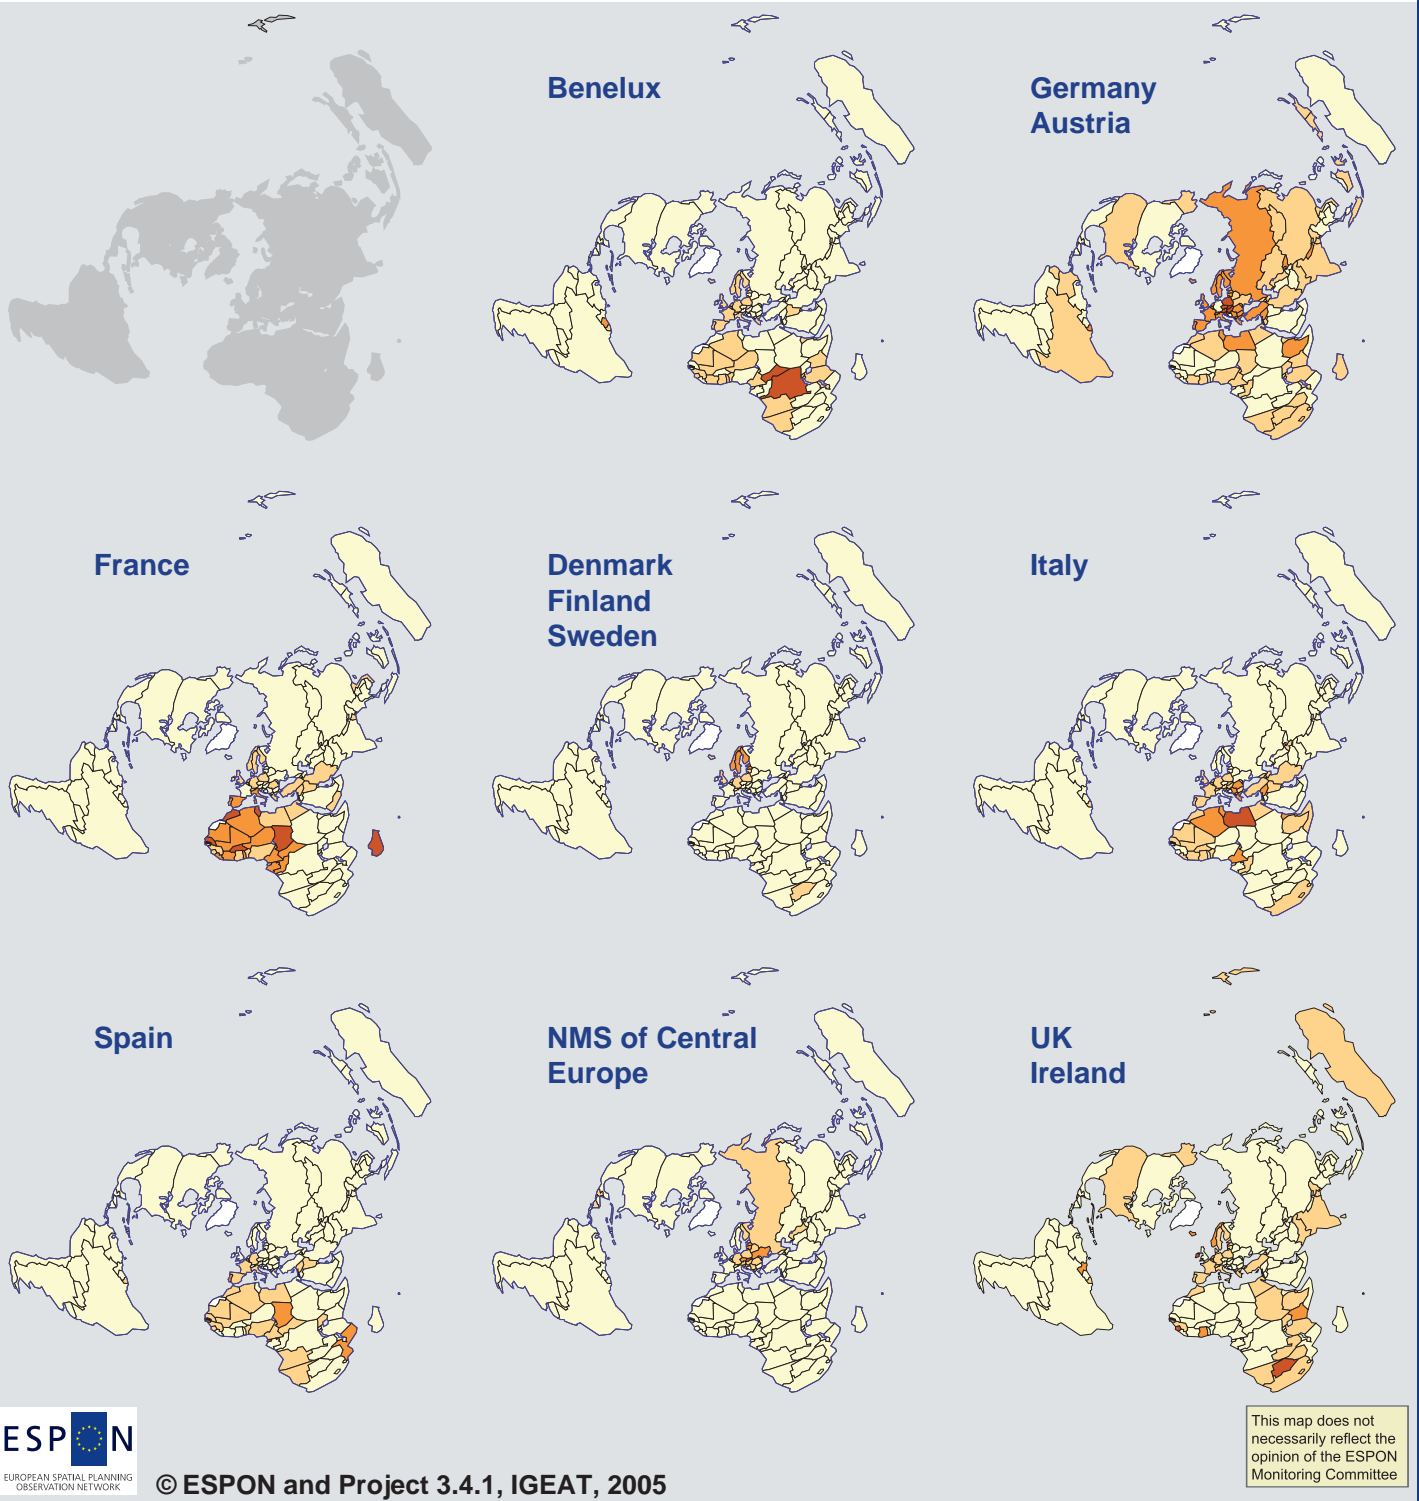 Benelux
Germany
Austria
France
Denmark
Finland
Sweden
Italy
Spain
NMS of Central
Europe
UK
Ireland
ESPON
EUROPEAN SPATIAL PLANNING
OBSERVATION NETWORK
© ESPON and Project 3.4.1, IGEAT, 2005
This map does not
necessarily reflect the
opinion of the ESPON
Monitoring Committee